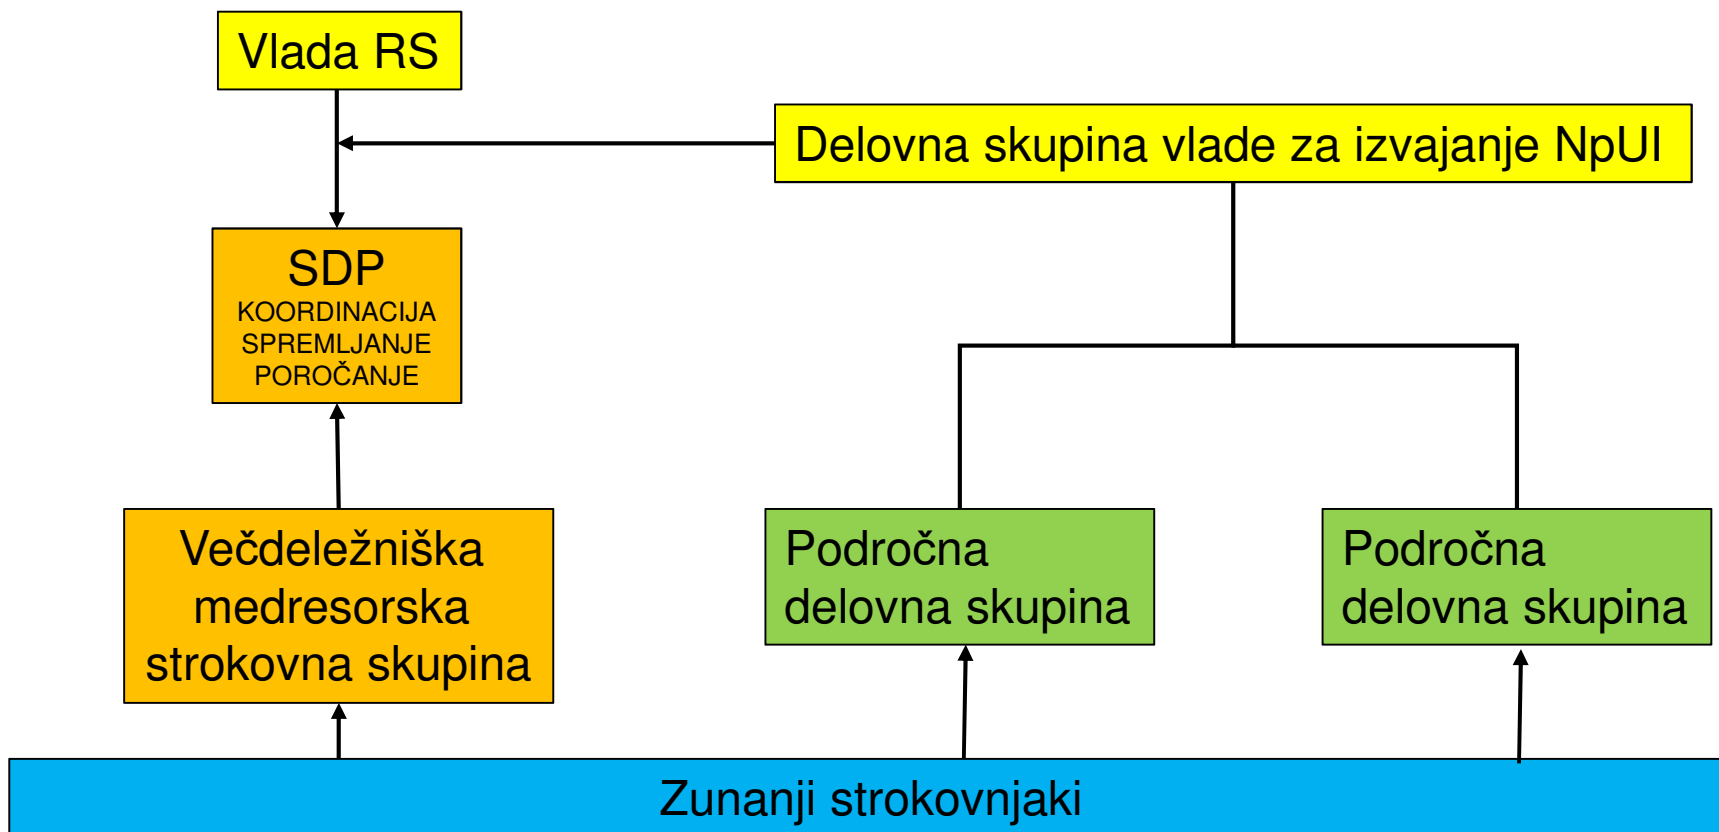 Vlada RS
Delovna skupina vlade za izvajanje NpUI
SDP
KOORDINACIJA
SPREMLJANJE
POROČANJE
Večdeležniška
medresorska
strokovna skupina
Področna
delovna skupina
Področna
delovna skupina
Zunanji strokovnjaki